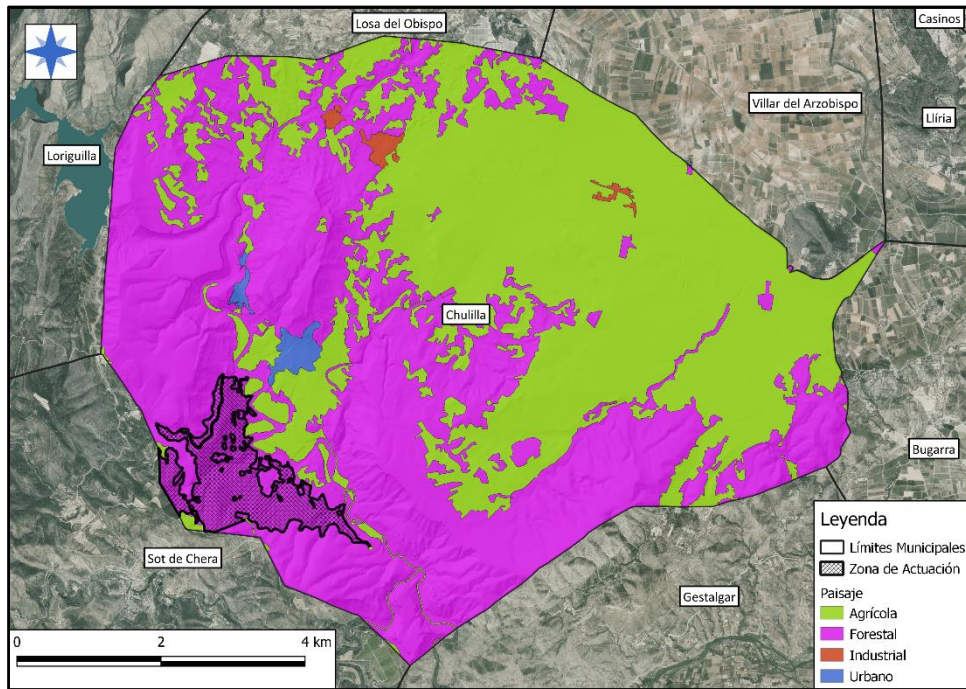 Losa del Obispo
Casinos
Villar del Arzobispo
Llíria
Loriguilla
Chulilla
Bugarra
Sot de Chera
Gestalgar
Leyenda
Límites Municipales
Zona de Actuación
Paisaje
Agrícola
Forestal
Industrial
Urbano
0 2 4 km